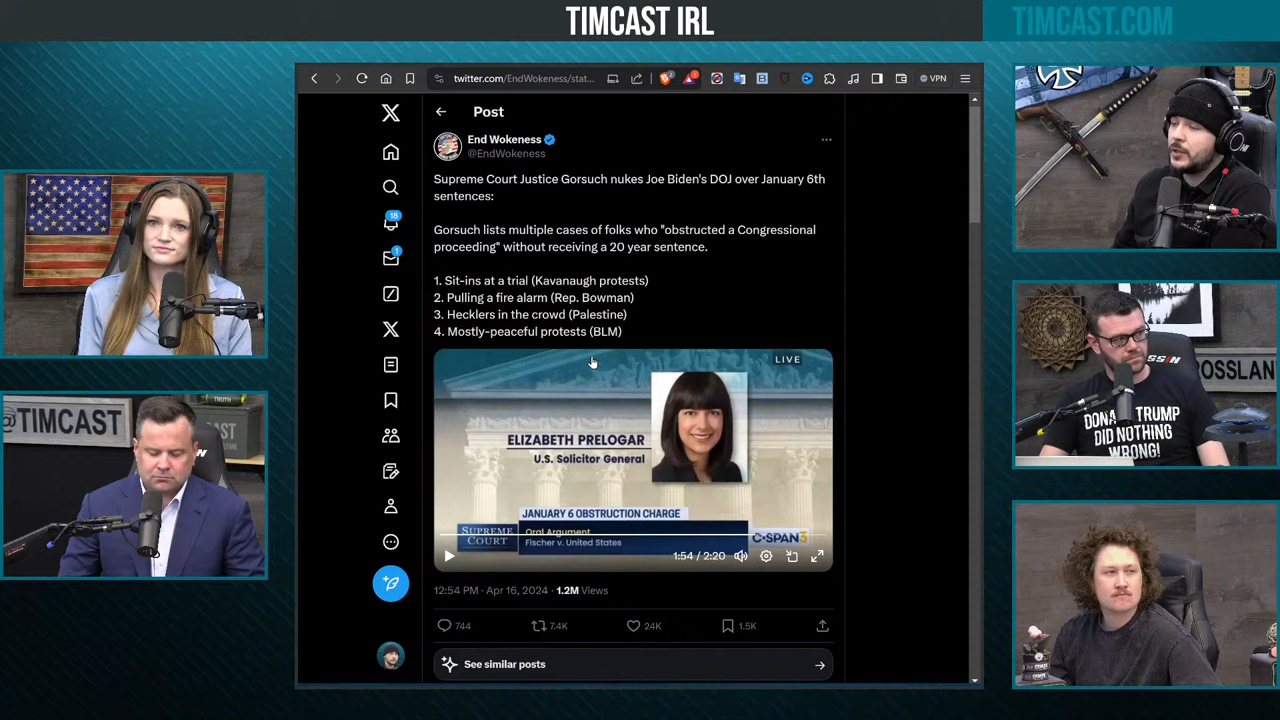 TIMCAST IRL
TIMCAST.COM
twitter.com/EndWokeness/stat...
VPN
Post
End Wokeness
@EndWokeness
Supreme Court Justice Gorsuch nukes Joe Biden's DOJ over January 6th
sentences:
Gorsuch lists multiple cases of folks who "obstructed a Congressional
proceeding" without receiving a 20 year sentence.
1. Sit-ins at a trial (Kavanaugh protests)
2. Pulling a fire alarm (Rep. Bowman)
3. Hecklers in the crowd (Palestine)
4. Mostly-peaceful protests (BLM)
18
1
LIVE
ELIZABETH PRELOGAR
U.S. Solicitor General
JANUARY 6 OBSTRUCTION CHARGE
SUPREME
COURT
Oral Argument
Fischer v. United States
C-SPAN3
1:54 / 2:20
12:54 PM · Apr 16, 2024 · 1.2M Views
744
7.4K
24K
1.5K
See similar posts
@TIMCAST
TRUTH
CAST
ROSSLAN
DONA TRUMP
DID NOTHING
WRONG!